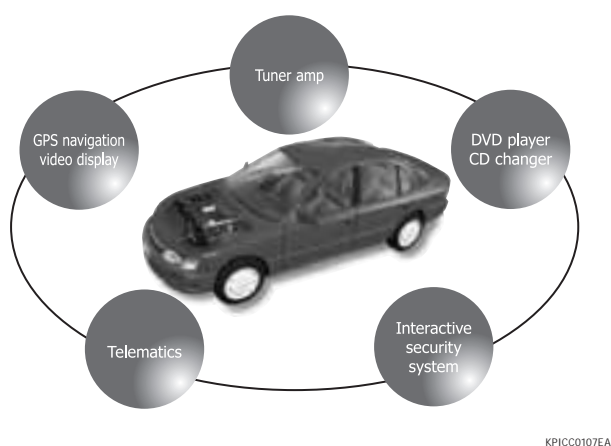 Tuner amp
GPS navigation
video display
DVD player
CD changer
Telematics
Interactive
security
system
KPICC0107EA